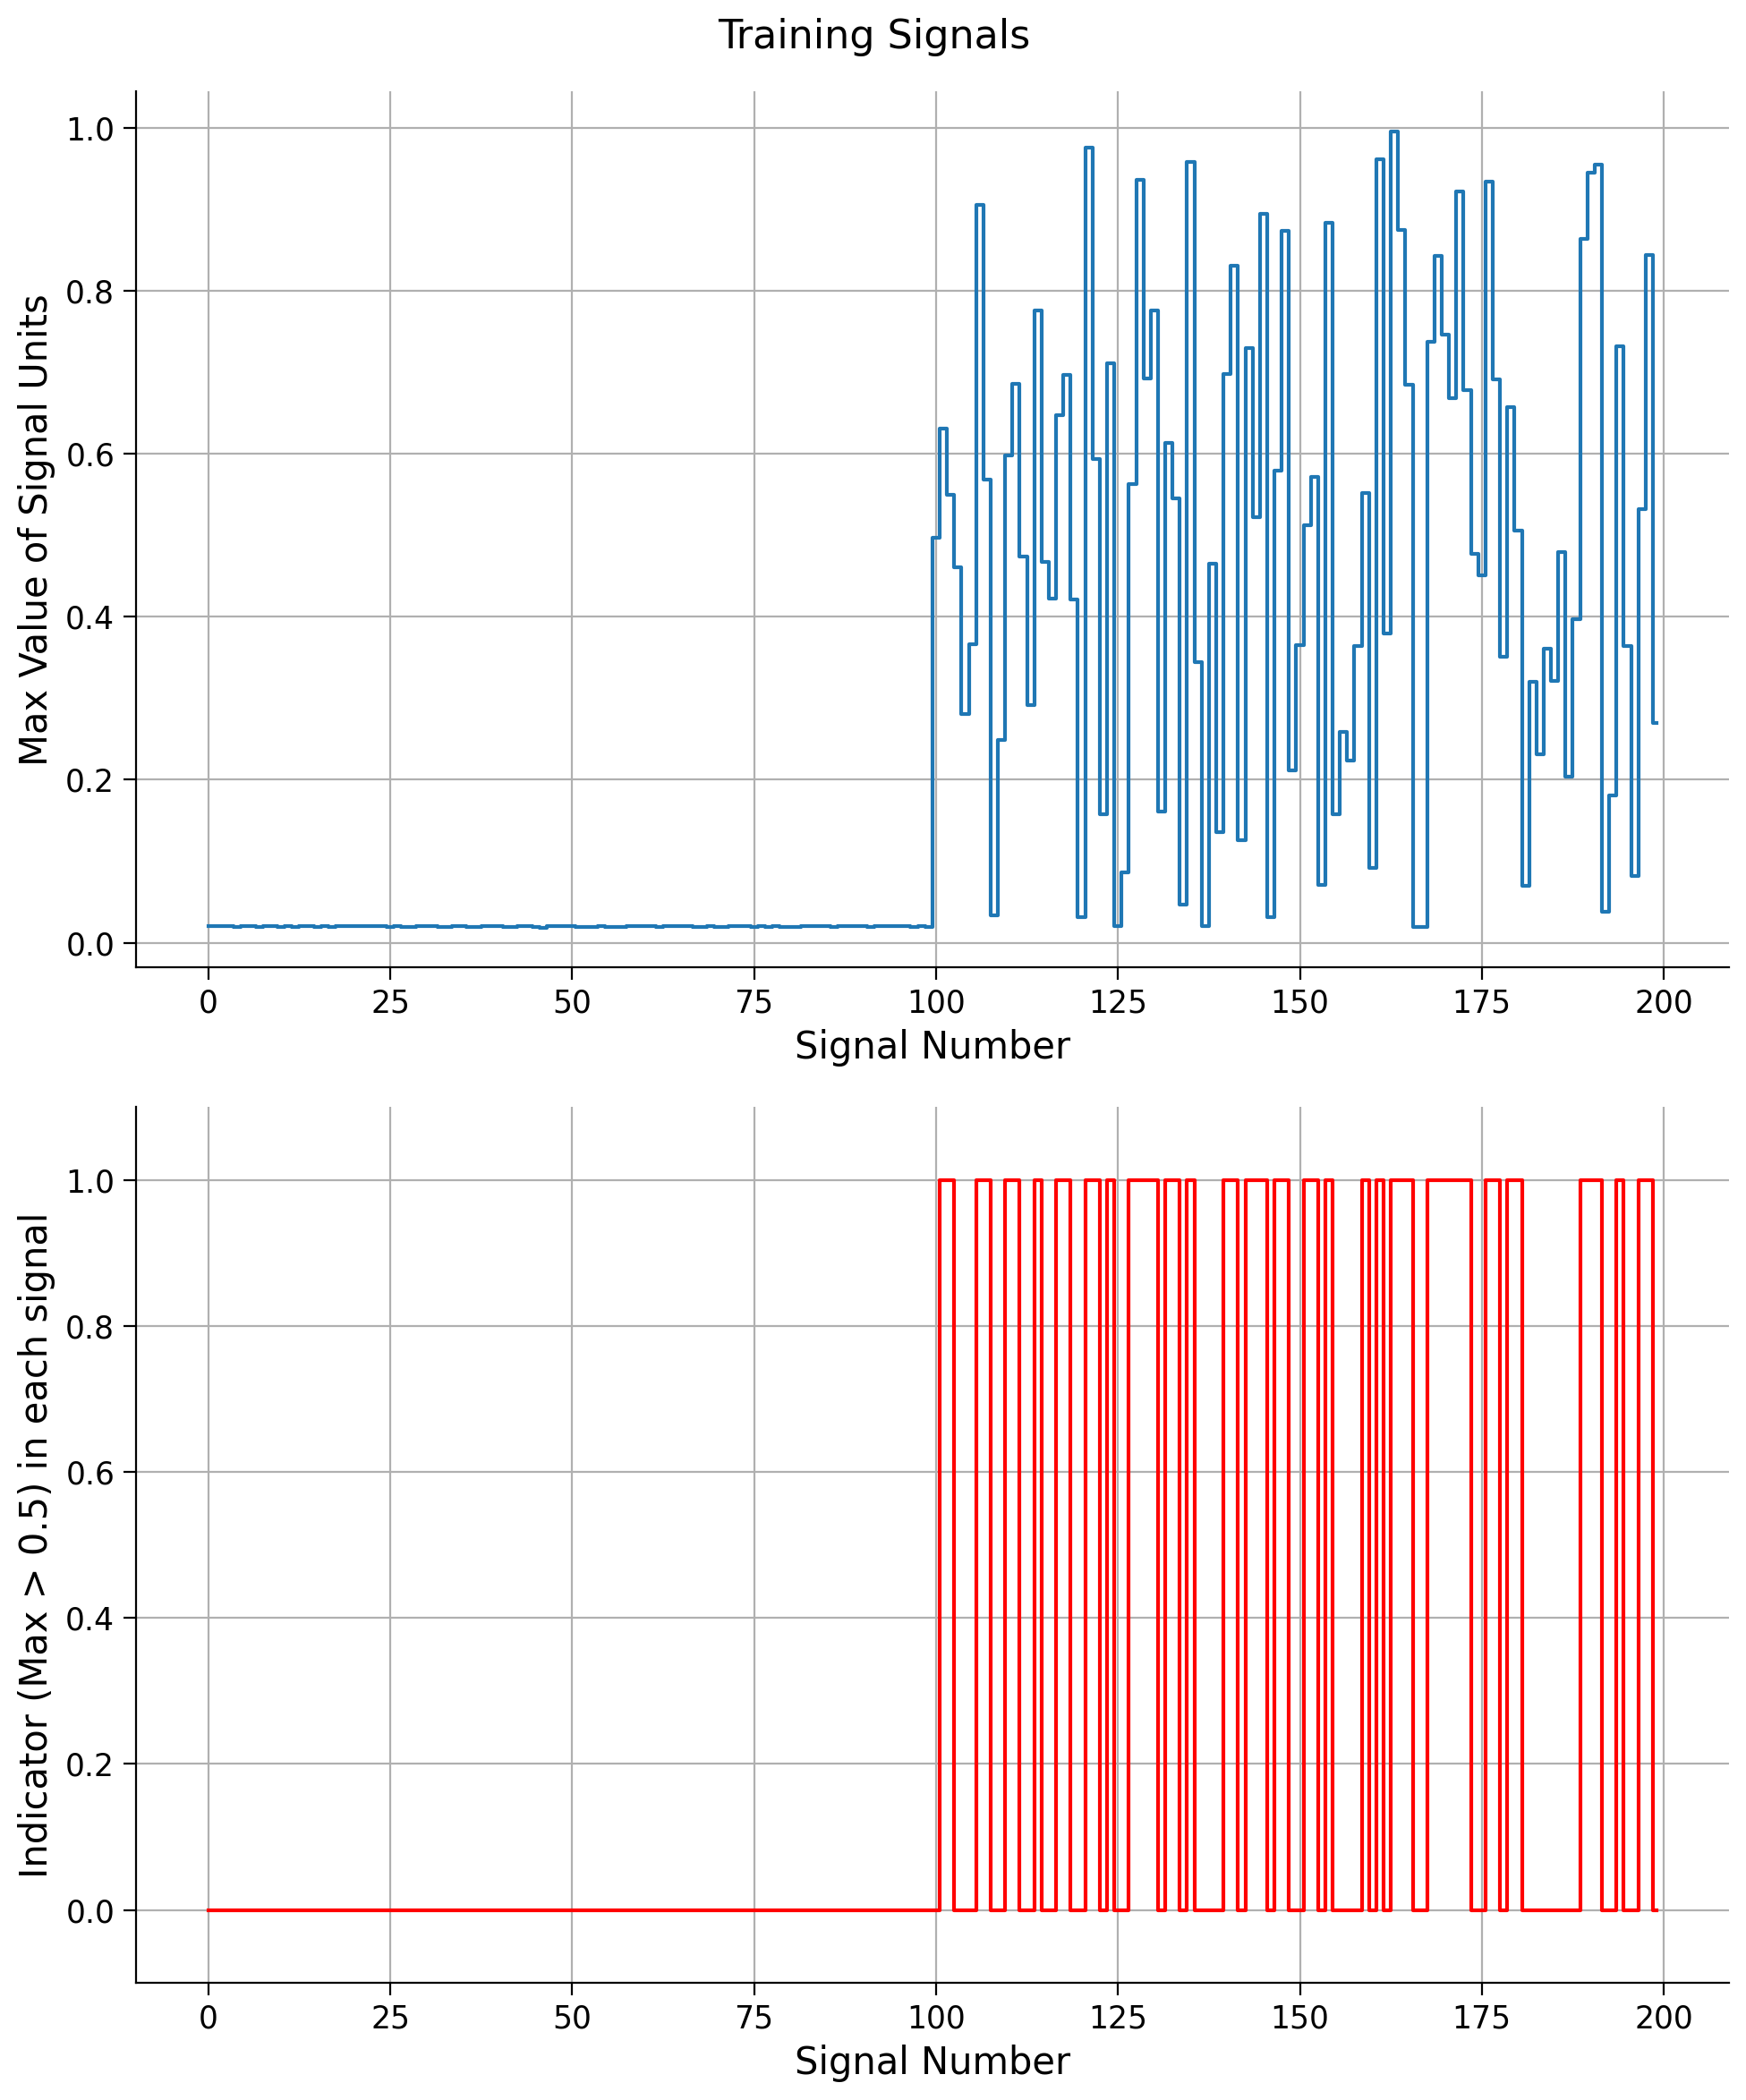 Training Signals
1.0
0.8
0.6
0.4
0.2
0.0
Max Value of Signal Units
0 25 50 75 100 125 150 175 200
Signal Number
1.0
0.8
0.6
0.4
0.2
0.0
Indicator (Max > 0.5) in each signal
0 25 50 75 100 125 150 175 200
Signal Number